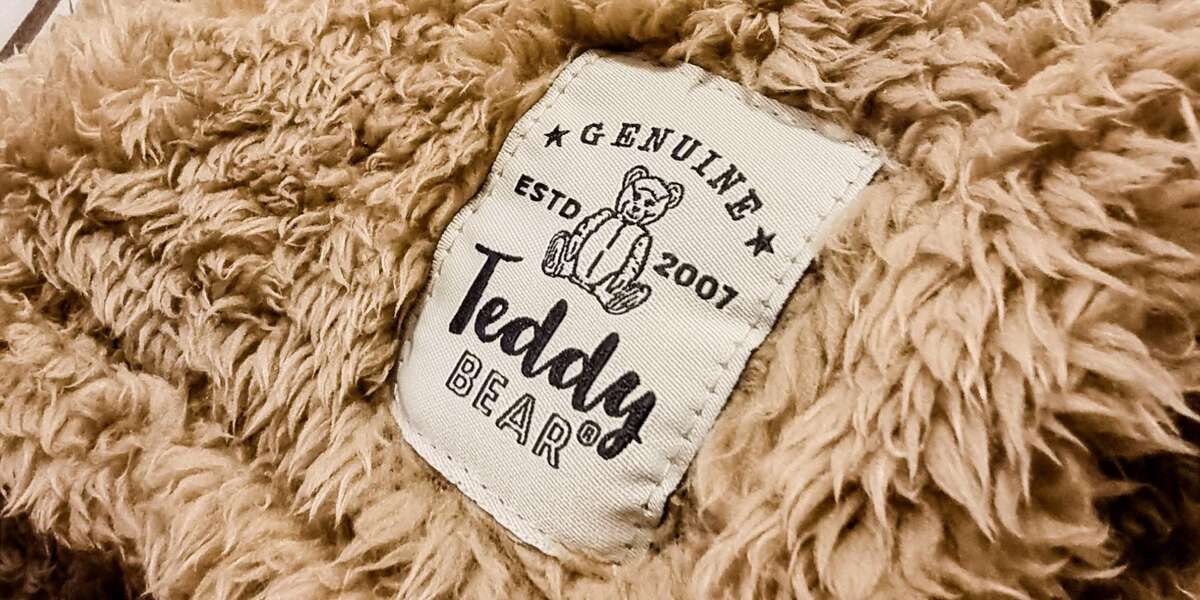 ★ GENUINE ★
ESTD 2007
Teddy
BEAR®